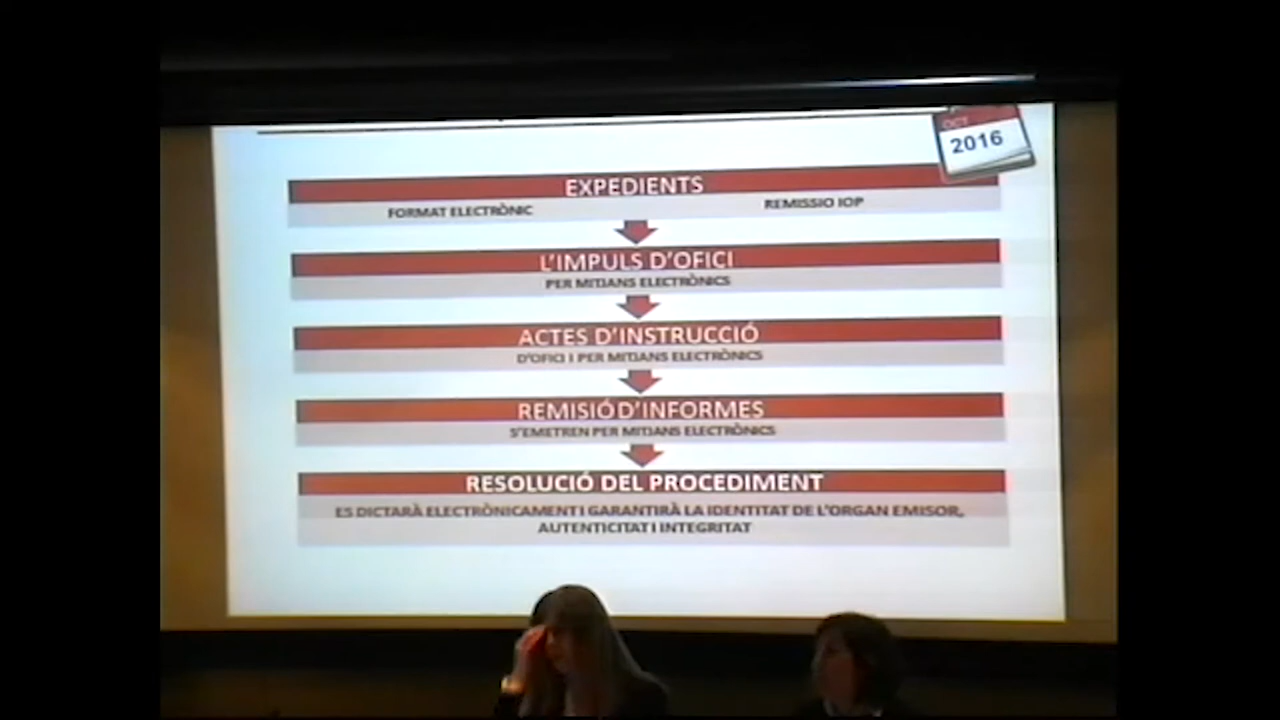 OCT
2016
EXPEDIENTS
FORMAT ELECTRÒNIC
REMISSIO IOP
L'IMPULS D'OFICI
PER MITJANS ELECTRÒNICS
ACTES D'INSTRUCCIÓ
D'OFICI I PER MITJANS ELECTRÒNICS
REMISIÓ D'INFORMES
S'EMETREN PER MITJANS ELECTRÒNICS
RESOLUCIÓ DEL PROCEDIMENT
ES DICTARÀ ELECTRÒNICAMENT I GARANTIRÀ LA IDENTITAT DE L'ORGAN EMISOR,
AUTENTICITAT I INTEGRITAT